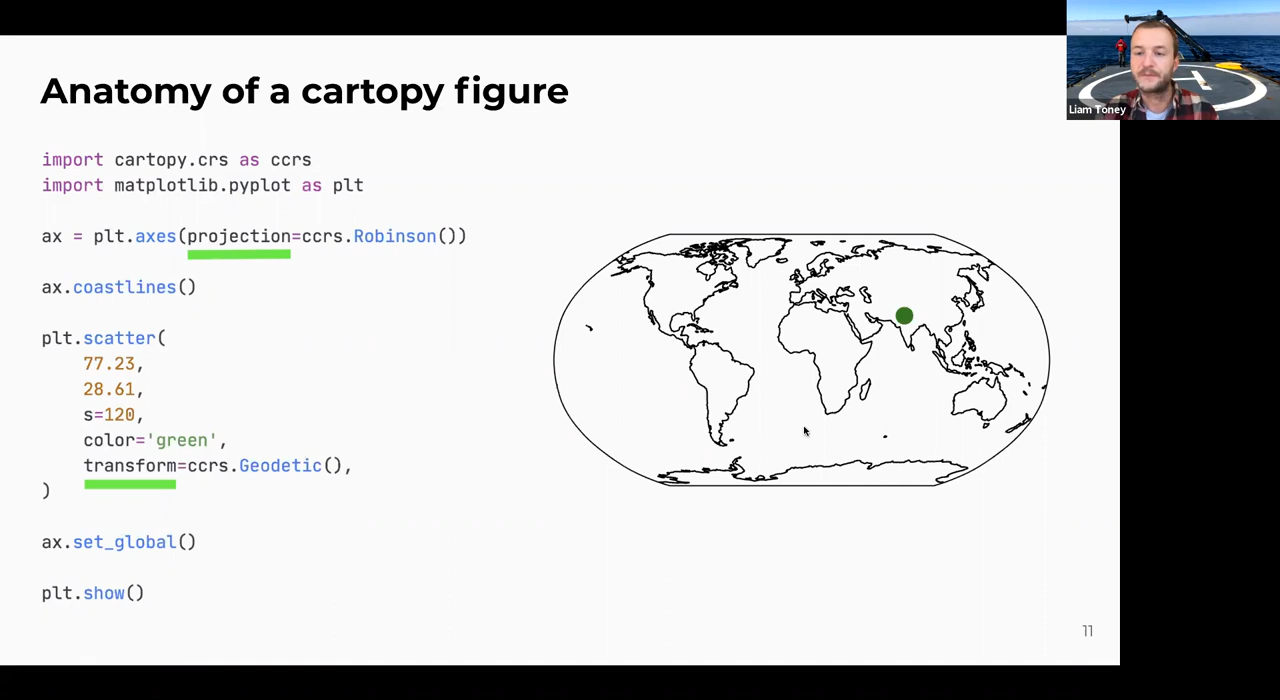 Anatomy of a cartopy figure
Liam Toney
import cartopy.crs as ccrs
import matplotlib.pyplot as plt
ax = plt.axes(projection=ccrs.Robinson())
ax.coastlines()
plt.scatter(
77.23,
28.61,
s=120,
color='green',
transform=ccrs.Geodetic(),
)
ax.set_global()
plt.show()
11